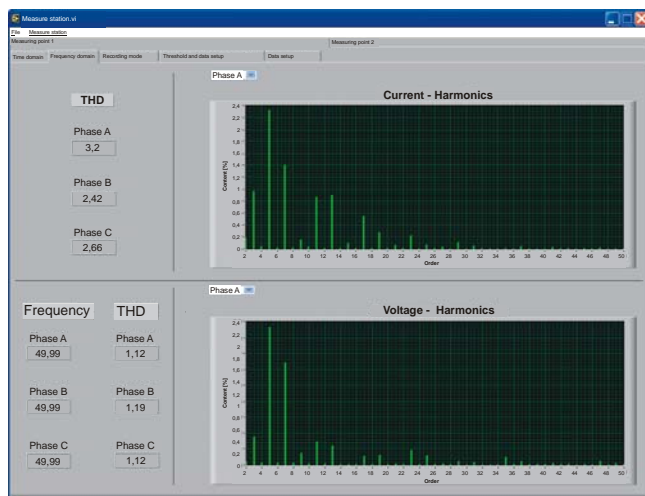 Measure station.vi
File Measure station
Measuring point 1 Measuring point 2
Time domain Frequency domain Recording mode Threshold and data setup Data setup
Phase A
THD
Phase A
3,2
Phase B
2,42
Phase C
2,66
Current - Harmonics
Content [%]
2,4
2,2
2
1,8
1,6
1,4
1,2
1
0,8
0,6
0,4
0,2
0
2 4 6 8 10 12 14 16 18 20 22 24 26 28 30 32 34 36 38 40 42 44 46 48 50
Order
Phase A
Frequency THD
Phase A Phase A
49,99 1,12
Phase B Phase B
49,99 1,19
Phase C Phase C
49,99 1,12
Voltage - Harmonics
Content [%]
2,4
2,2
2
1,8
1,6
1,4
1,2
1
0,8
0,6
0,4
0,2
0
2 4 6 8 10 12 14 16 18 20 22 24 26 28 30 32 34 36 38 40 42 44 46 48 50
Order